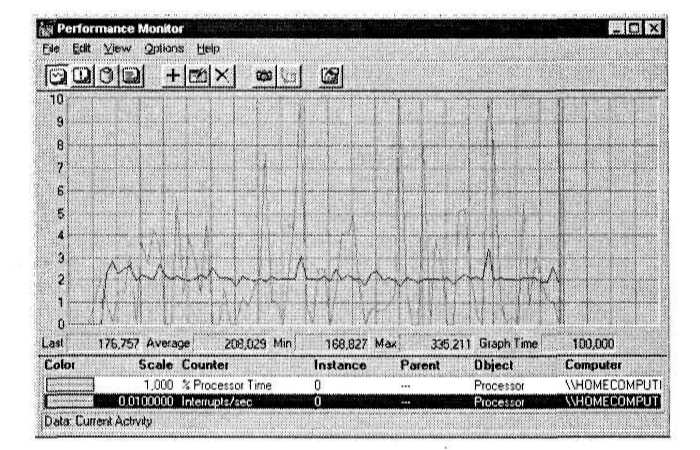 Performance Monitor
File Edit View Options Help
10
9
8
7
6
5
4
3
2
1
0
Last 176,757 Average 208,029 Min 168,827 Max 335,211 Graph Time 100,000
Color Scale Counter Instance Parent Object Computer
1,000 % Processor Time 0 --- Processor \\HOMECOMPUTI
0.0100000 Interrupts/sec 0 --- Processor \\HOMECOMPUT
Data: Current Activity